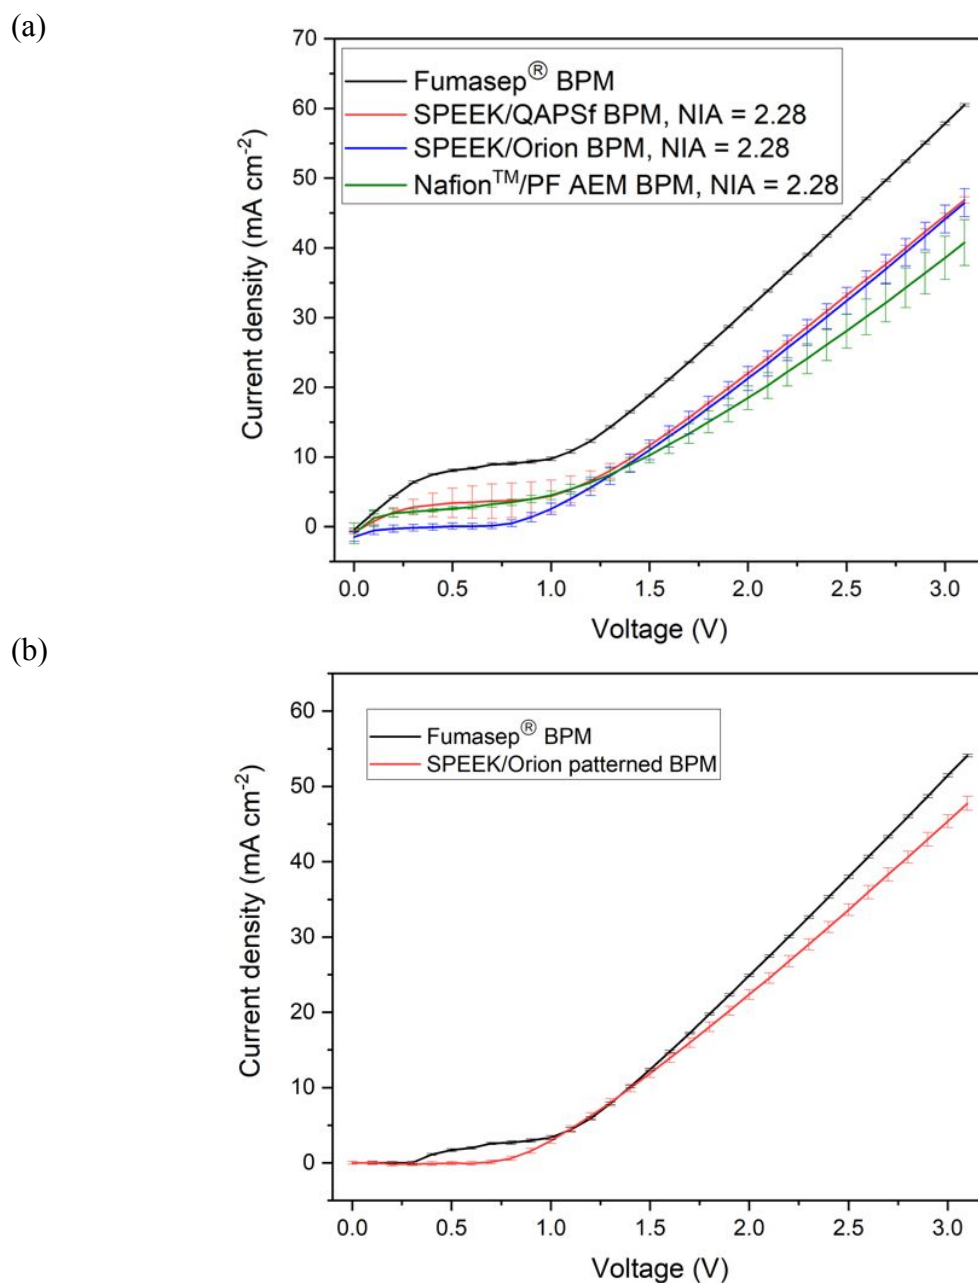 (a)
70
60
50
40
30
20
10
0
Current density (mA cm-2)
Fumasep® BPM
SPEEK/QAPSf BPM, NIA = 2.28
SPEEK/Orion BPM, NIA = 2.28
Nafion™/PF AEM BPM, NIA = 2.28
0.0 0.5 1.0 1.5 2.0 2.5 3.0
Voltage (V)
(b)
60
50
40
30
20
10
0
Current density (mA cm-2)
Fumasep® BPM
SPEEK/Orion patterned BPM
0.0 0.5 1.0 1.5 2.0 2.5 3.0
Voltage (V)